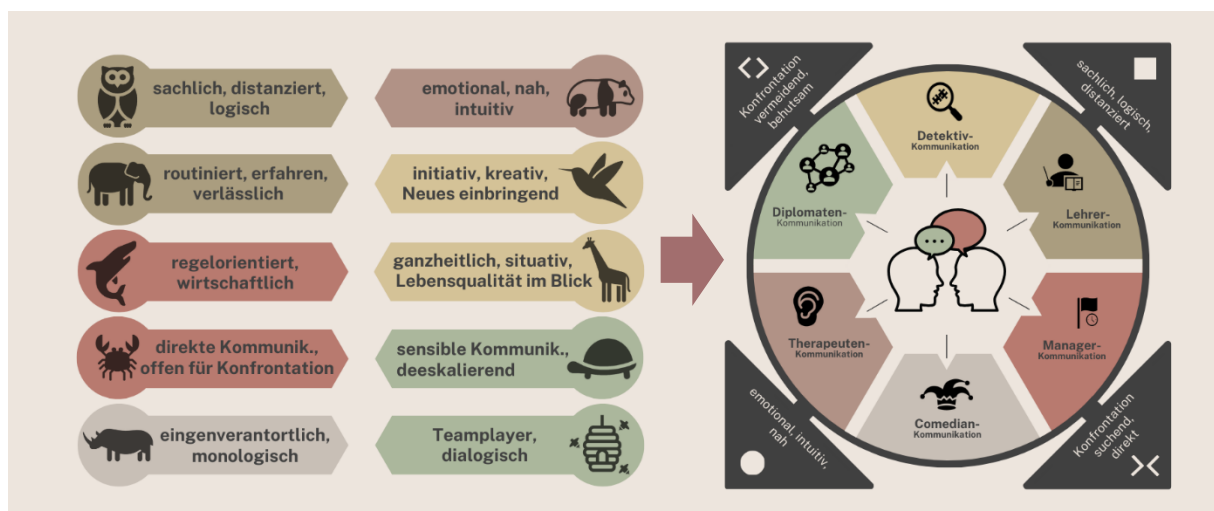 sachlich, distanziert,
logisch
emotional, nah,
intuitiv
routiniert, erfahren,
verlässlich
initiativ, kreativ,
Neues einbringend
regelorientiert,
wirtschaftlich
ganzheitlich, situativ,
Lebensqualität im Blick
direkte Kommunik.,
offen für Konfrontation
sensible Kommunik.,
deeskalierend
eingenverantortlich,
monologisch
Teamplayer,
dialogisch
Konfrontation
vermeidend,
behutsam
sachlich, logisch,
distanziert
Detektiv-
Kommunikation
Diplomaten-
Kommunikation
Lehrer-
Kommunikation
Therapeuten-
Kommunikation
Manager-
Kommunikation
Comedian-
Kommunikation
emotional, intuitiv,
nah
Konfrontation
suchend,
direkt